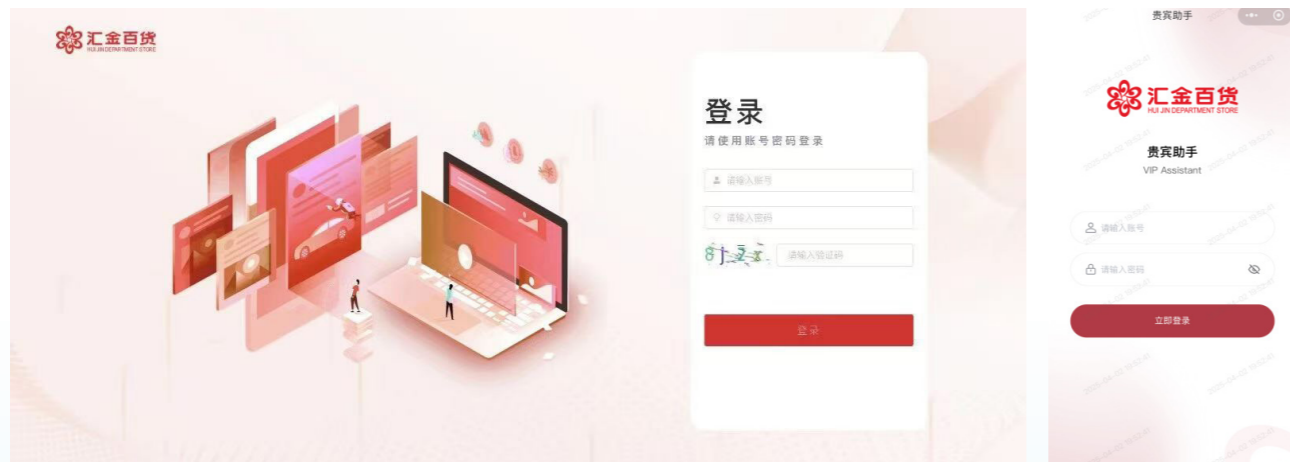 汇金百货
HUI JIN DEPARTMENT STORE
登录
请使用账号密码登录
请输入账号
请输入密码
请输入验证码
登录
贵宾助手
汇金百货
HUI JIN DEPARTMENT STORE
贵宾助手
VIP Assistant
请输入账号
请输入密码
立即登录